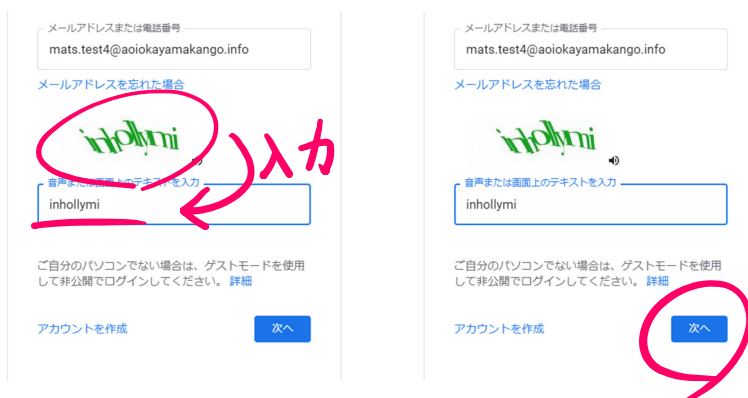 メールアドレスまたは電話番号
mats.test4@aoiokayamakango.info
メールアドレスを忘れた場合
inhollymi
入力
音声または画面上のテキストを入力
inhollymi
ご自分のパソコンでない場合は、ゲストモードを使用
して非公開でログインしてください。 詳細
アカウントを作成
次へ
メールアドレスまたは電話番号
mats.test4@aoiokayamakango.info
メールアドレスを忘れた場合
inhollymi
音声または画面上のテキストを入力
inhollymi
ご自分のパソコンでない場合は、ゲストモードを使用
して非公開でログインしてください。 詳細
アカウントを作成
次へ